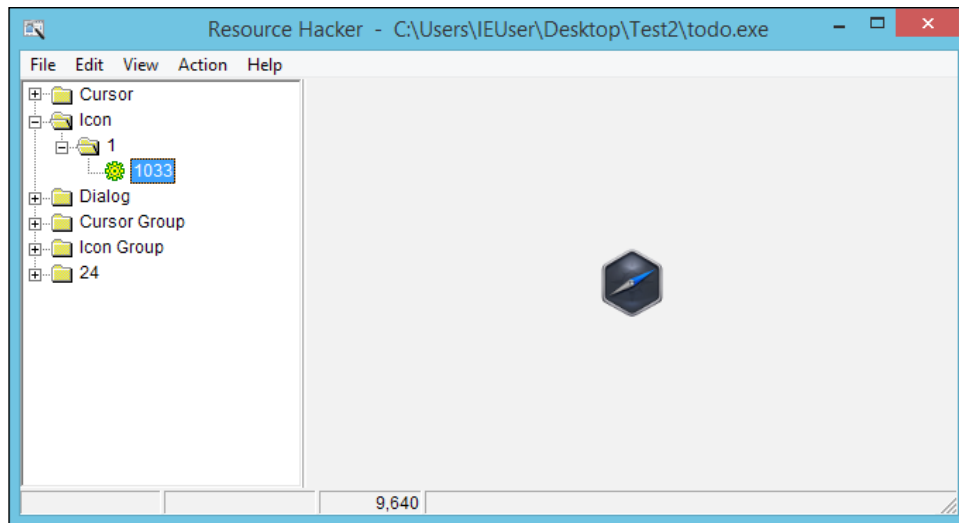 Resource Hacker - C:\Users\IEUser\Desktop\Test2\todo.exe
File Edit View Action Help
Cursor
Icon
1
1033
Dialog
Cursor Group
Icon Group
24
9,640